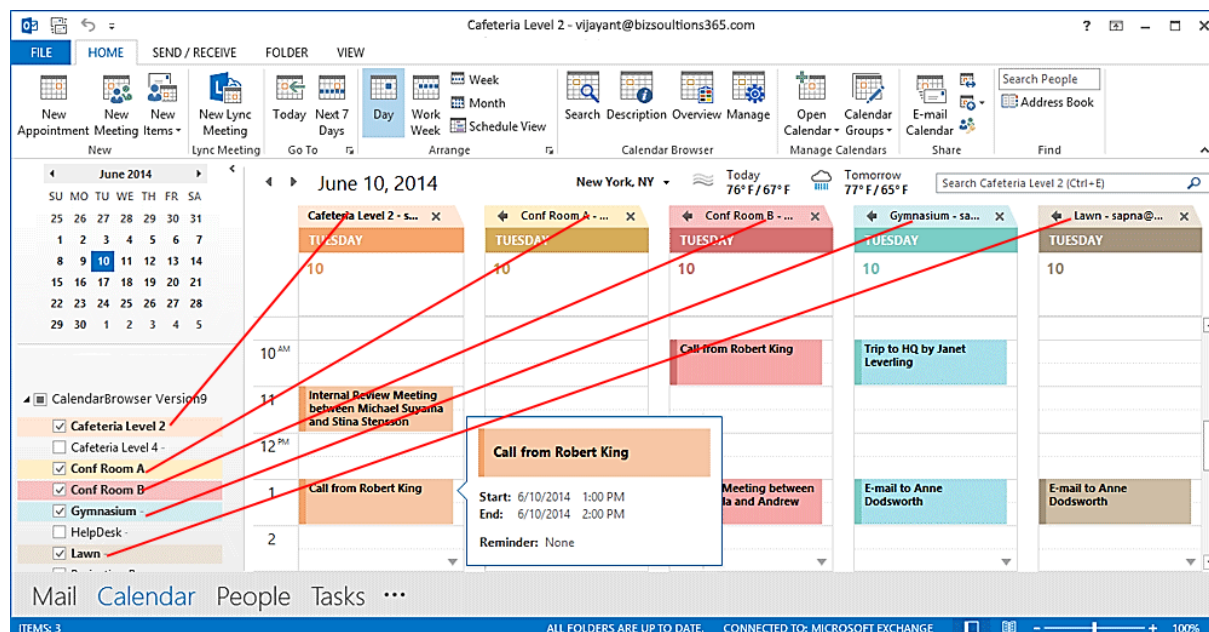 Cafeteria Level 2 - vijayant@bizsoultions365.com
?
FILE HOME SEND / RECEIVE FOLDER VIEW
New Appointment
New Meeting
New Items
New Lync Meeting
Today
Next 7 Days
Day
Work Week
Week
Month
Schedule View
Search
Description
Overview
Manage
Open Calendar
Calendar Groups
E-mail Calendar
Search People
Address Book
New
Lync Meeting
Go To
Arrange
Calendar Browser
Manage Calendars
Share
Find
June 2014
SU MO TU WE TH FR SA
25 26 27 28 29 30 31
1 2 3 4 5 6 7
8 9 10 11 12 13 14
15 16 17 18 19 20 21
22 23 24 25 26 27 28
29 30 1 2 3 4 5
CalendarBrowser Version9
Cafeteria Level 2
Cafeteria Level 4 -
Conf Room A
Conf Room B
Gymnasium -
HelpDesk -
Lawn -
June 10, 2014
New York, NY
Today
76°F/67°F
Tomorrow
77°F/65°F
Search Cafeteria Level 2 (Ctrl+E)
Cafeteria Level 2 - s...
Conf Room A - ...
Conf Room B - ...
Gymnasium - sa...
Lawn - sapna@...
TUESDAY TUESDAY TUESDAY TUESDAY TUESDAY
10 10 10 10 10
10 AM
Call from Robert King
Trip to HQ by Janet
Leverling
11
Internal Review Meeting
between Michael Suyama
and Stina Stensson
12 PM
1
Call from Robert King
Call from Robert King
Start: 6/10/2014 1:00 PM
End: 6/10/2014 2:00 PM
Reminder: None
Meeting between
and Andrew
E-mail to Anne
Dodsworth
E-mail to Anne
Dodsworth
2
Mail Calendar People Tasks ...
ITEMS: 3
ALL FOLDERS ARE UP TO DATE. CONNECTED TO: MICROSOFT EXCHANGE
100%